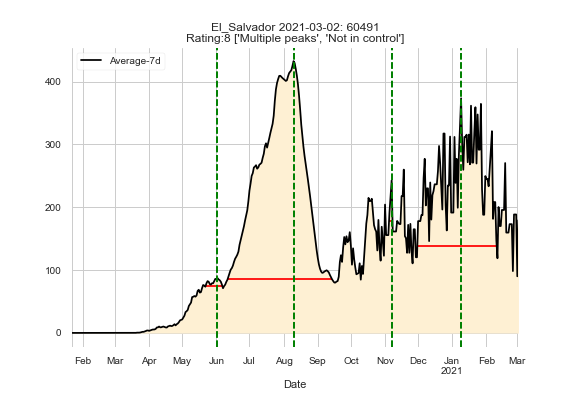 El_Salvador 2021-03-02: 60491
Rating:8 ['Multiple peaks', 'Not in control']
Average-7d
400
300
200
100
0
Feb Mar Apr May Jun Jul Aug Sep Oct Nov Dec Jan Feb Mar
2021
Date